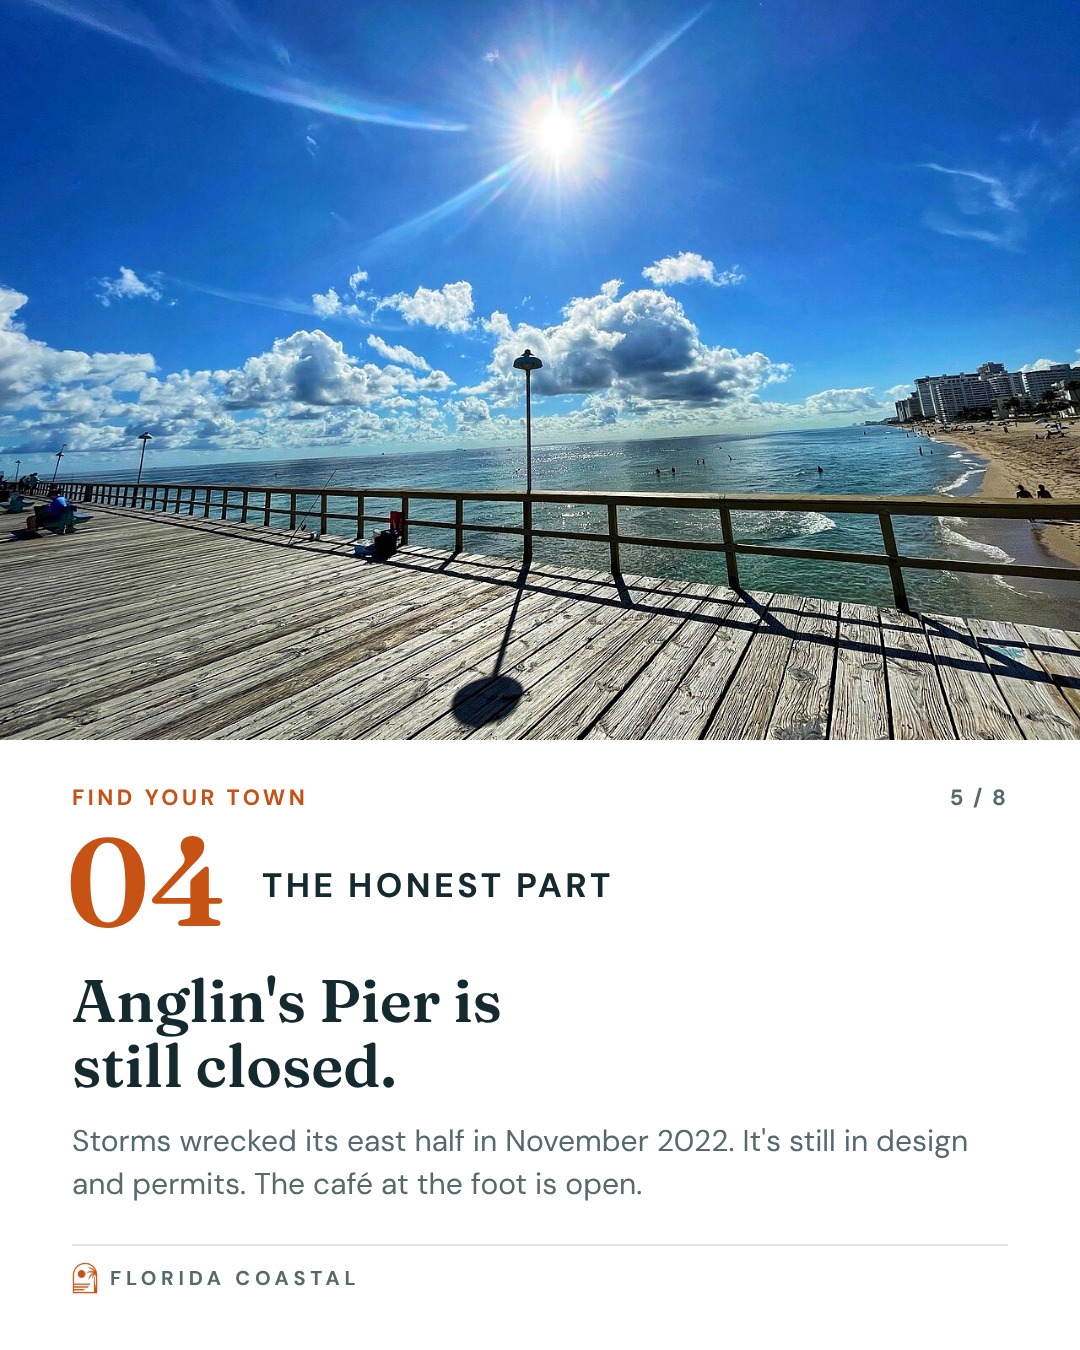 FIND YOUR TOWN
5 / 8
04
THE HONEST PART
Anglin's Pier is
still closed.
Storms wrecked its east half in November 2022. It's still in design
and permits. The café at the foot is open.
FLORIDA COASTAL